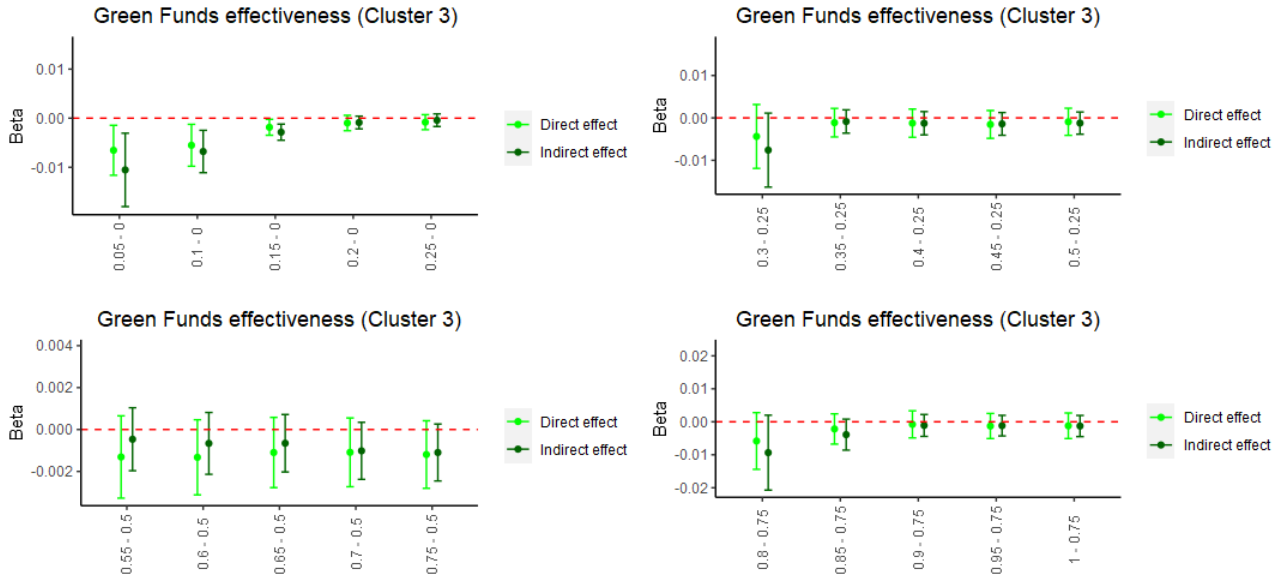 Green Funds effectiveness (Cluster 3)
Beta
0.01
0.00
-0.01
0.05 - 0
0.1 - 0
0.15 - 0
0.2 - 0
0.25 - 0
Direct effect
Indirect effect
Green Funds effectiveness (Cluster 3)
Beta
0.01
0.00
-0.01
0.3 - 0.25
0.35 - 0.25
0.4 - 0.25
0.45 - 0.25
0.5 - 0.25
Direct effect
Indirect effect
Green Funds effectiveness (Cluster 3)
Beta
0.004
0.002
0.000
-0.002
0.55 - 0.5
0.6 - 0.5
0.65 - 0.5
0.7 - 0.5
0.75 - 0.5
Direct effect
Indirect effect
Green Funds effectiveness (Cluster 3)
Beta
0.02
0.01
0.00
-0.01
-0.02
0.8 - 0.75
0.85 - 0.75
0.9 - 0.75
0.95 - 0.75
1 - 0.75
Direct effect
Indirect effect